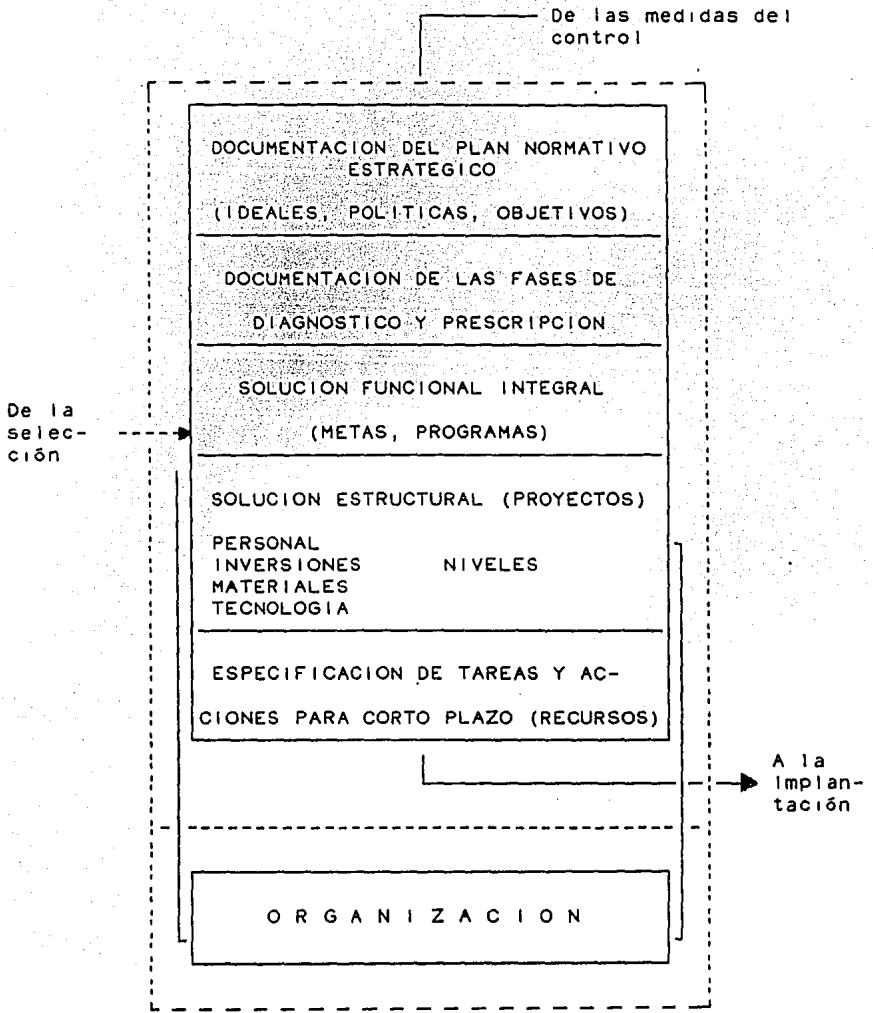 De las medidas del
control
DOCUMENTACION DEL PLAN NORMATIVO
ESTRATEGICO
(IDEALES, POLITICAS, OBJETIVOS)
DOCUMENTACION DE LAS FASES DE
DIAGNOSTICO Y PRESCRIPCION
SOLUCION FUNCIONAL INTEGRAL
(METAS, PROGRAMAS)
De la
selec-
ción
SOLUCION ESTRUCTURAL (PROYECTOS)
PERSONAL
INVERSIONES NIVELES
MATERIALES
TECNOLOGIA
ESPECIFICACION DE TAREAS Y AC-
CIONES PARA CORTO PLAZO (RECURSOS)
A la
implan-
tación
O R G A N I Z A C I O N